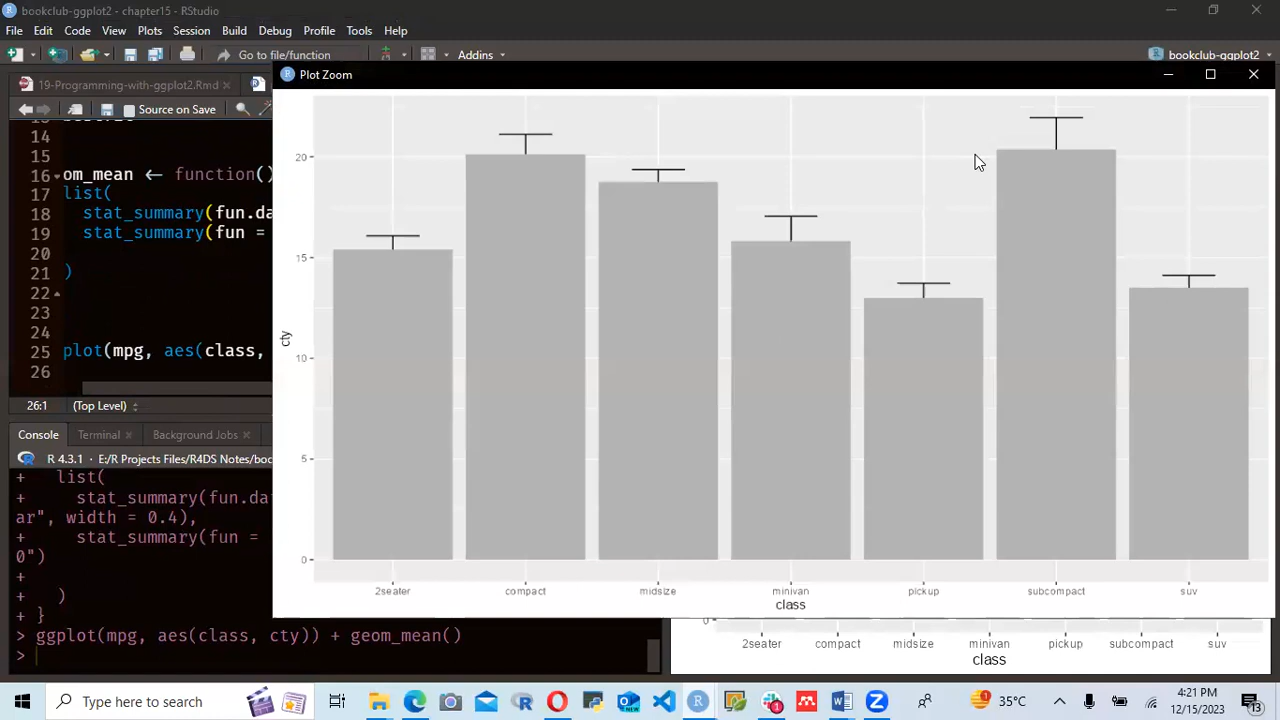 bookclub-ggplot2 - chapter15 - RStudio
File Edit Code View Plots Session Build Debug Profile Tools Help
Go to file/function Addins bookclub-ggplot2
19-Programming-with-ggplot2.Rmd
Plot Zoom
Source on Save
14
15
16 om_mean <- function()
17 list(
18 stat_summary(fun.da
19 stat_summary(fun =
20
21 )
22
23
24
25 plot(mpg, aes(class,
26
26:1 (Top Level)
Console Terminal Background Jobs
R 4.3.1 · E:/R Projects Files/R4DS Notes/boo
+ list(
+ stat_summary(fun.da
ar", width = 0.4),
+ stat_summary(fun =
0")
+
+ )
+ }
> ggplot(mpg, aes(class, cty)) + geom_mean()
>
20
15
10
5
0
cty
2seater compact midsize minivan pickup subcompact suv
class
0
2seater compact midsize minivan pickup subcompact suv
class
Type here to search
1
35°C
4:21 PM
12/15/2023
13